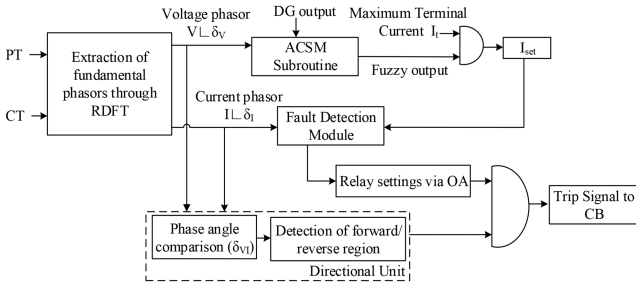 Voltage phasor
V∟δV
DG output
Maximum Terminal
Current It
PT
CT
Extraction of
fundamental
phasors through
RDFT
ACSM
Subroutine
Fuzzy output
Iset
Current phasor
I∟δI
Fault Detection
Module
Relay settings via OA
Trip Signal to
CB
Phase angle
comparison (δVI)
Detection of forward/
reverse region
Directional Unit